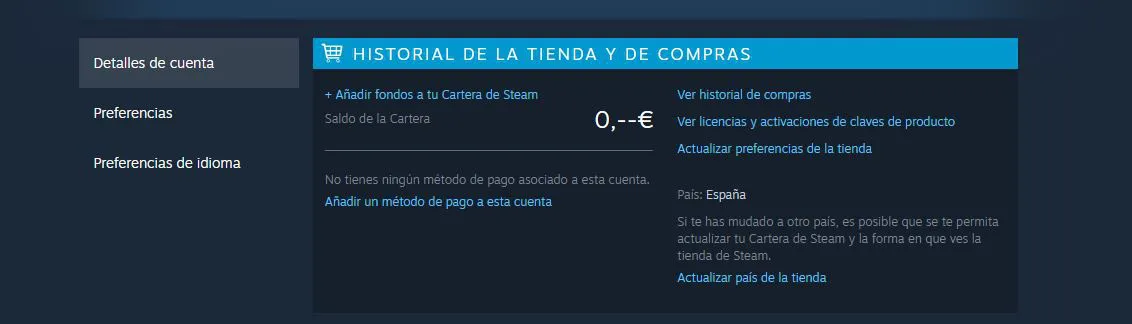 Detalles de cuenta
Preferencias
Preferencias de idioma
HISTORIAL DE LA TIENDA Y DE COMPRAS
+ Añadir fondos a tu Cartera de Steam
Saldo de la Cartera 0,--€
No tienes ningún método de pago asociado a esta cuenta.
Añadir un método de pago a esta cuenta
Ver historial de compras
Ver licencias y activaciones de claves de producto
Actualizar preferencias de la tienda
País: España
Si te has mudado a otro país, es posible que se te permita
actualizar tu Cartera de Steam y la forma en que ves la
tienda de Steam.
Actualizar país de la tienda